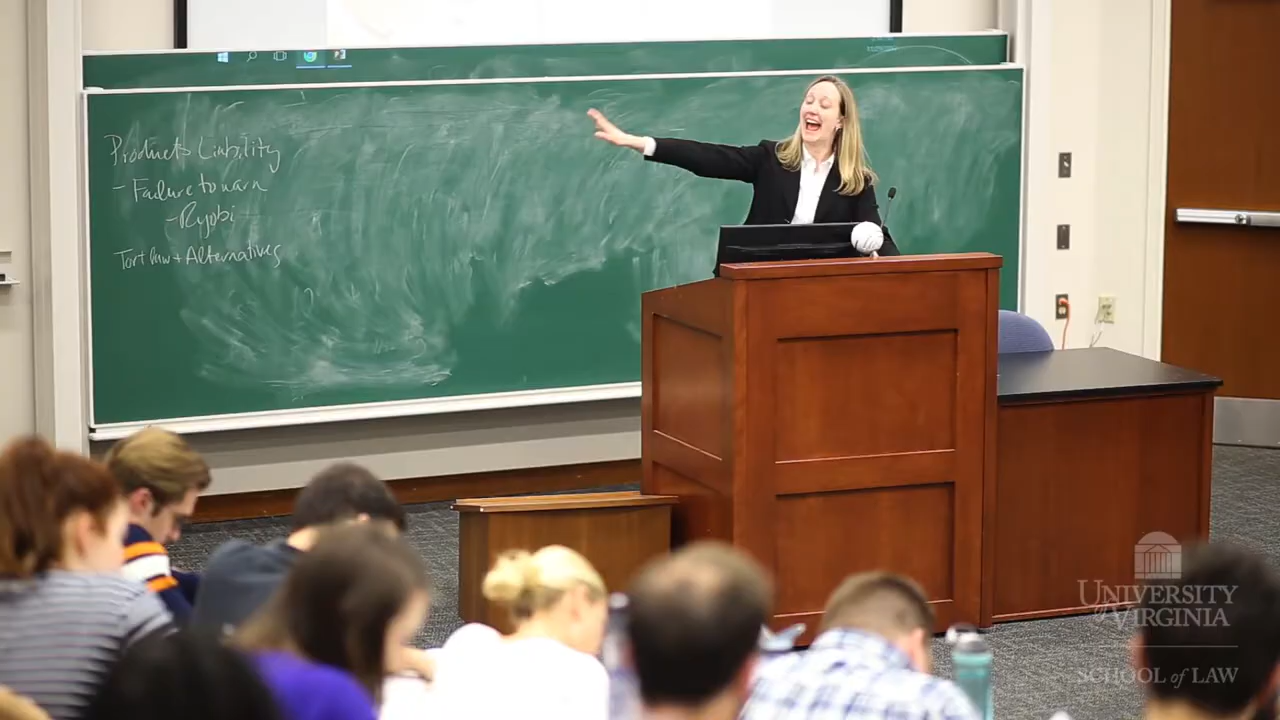 Products Liability
- Failure to warn
- Ryobi
Tort law + Alternatives
UNIVERSITY
of VIRGINIA
SCHOOL of LAW